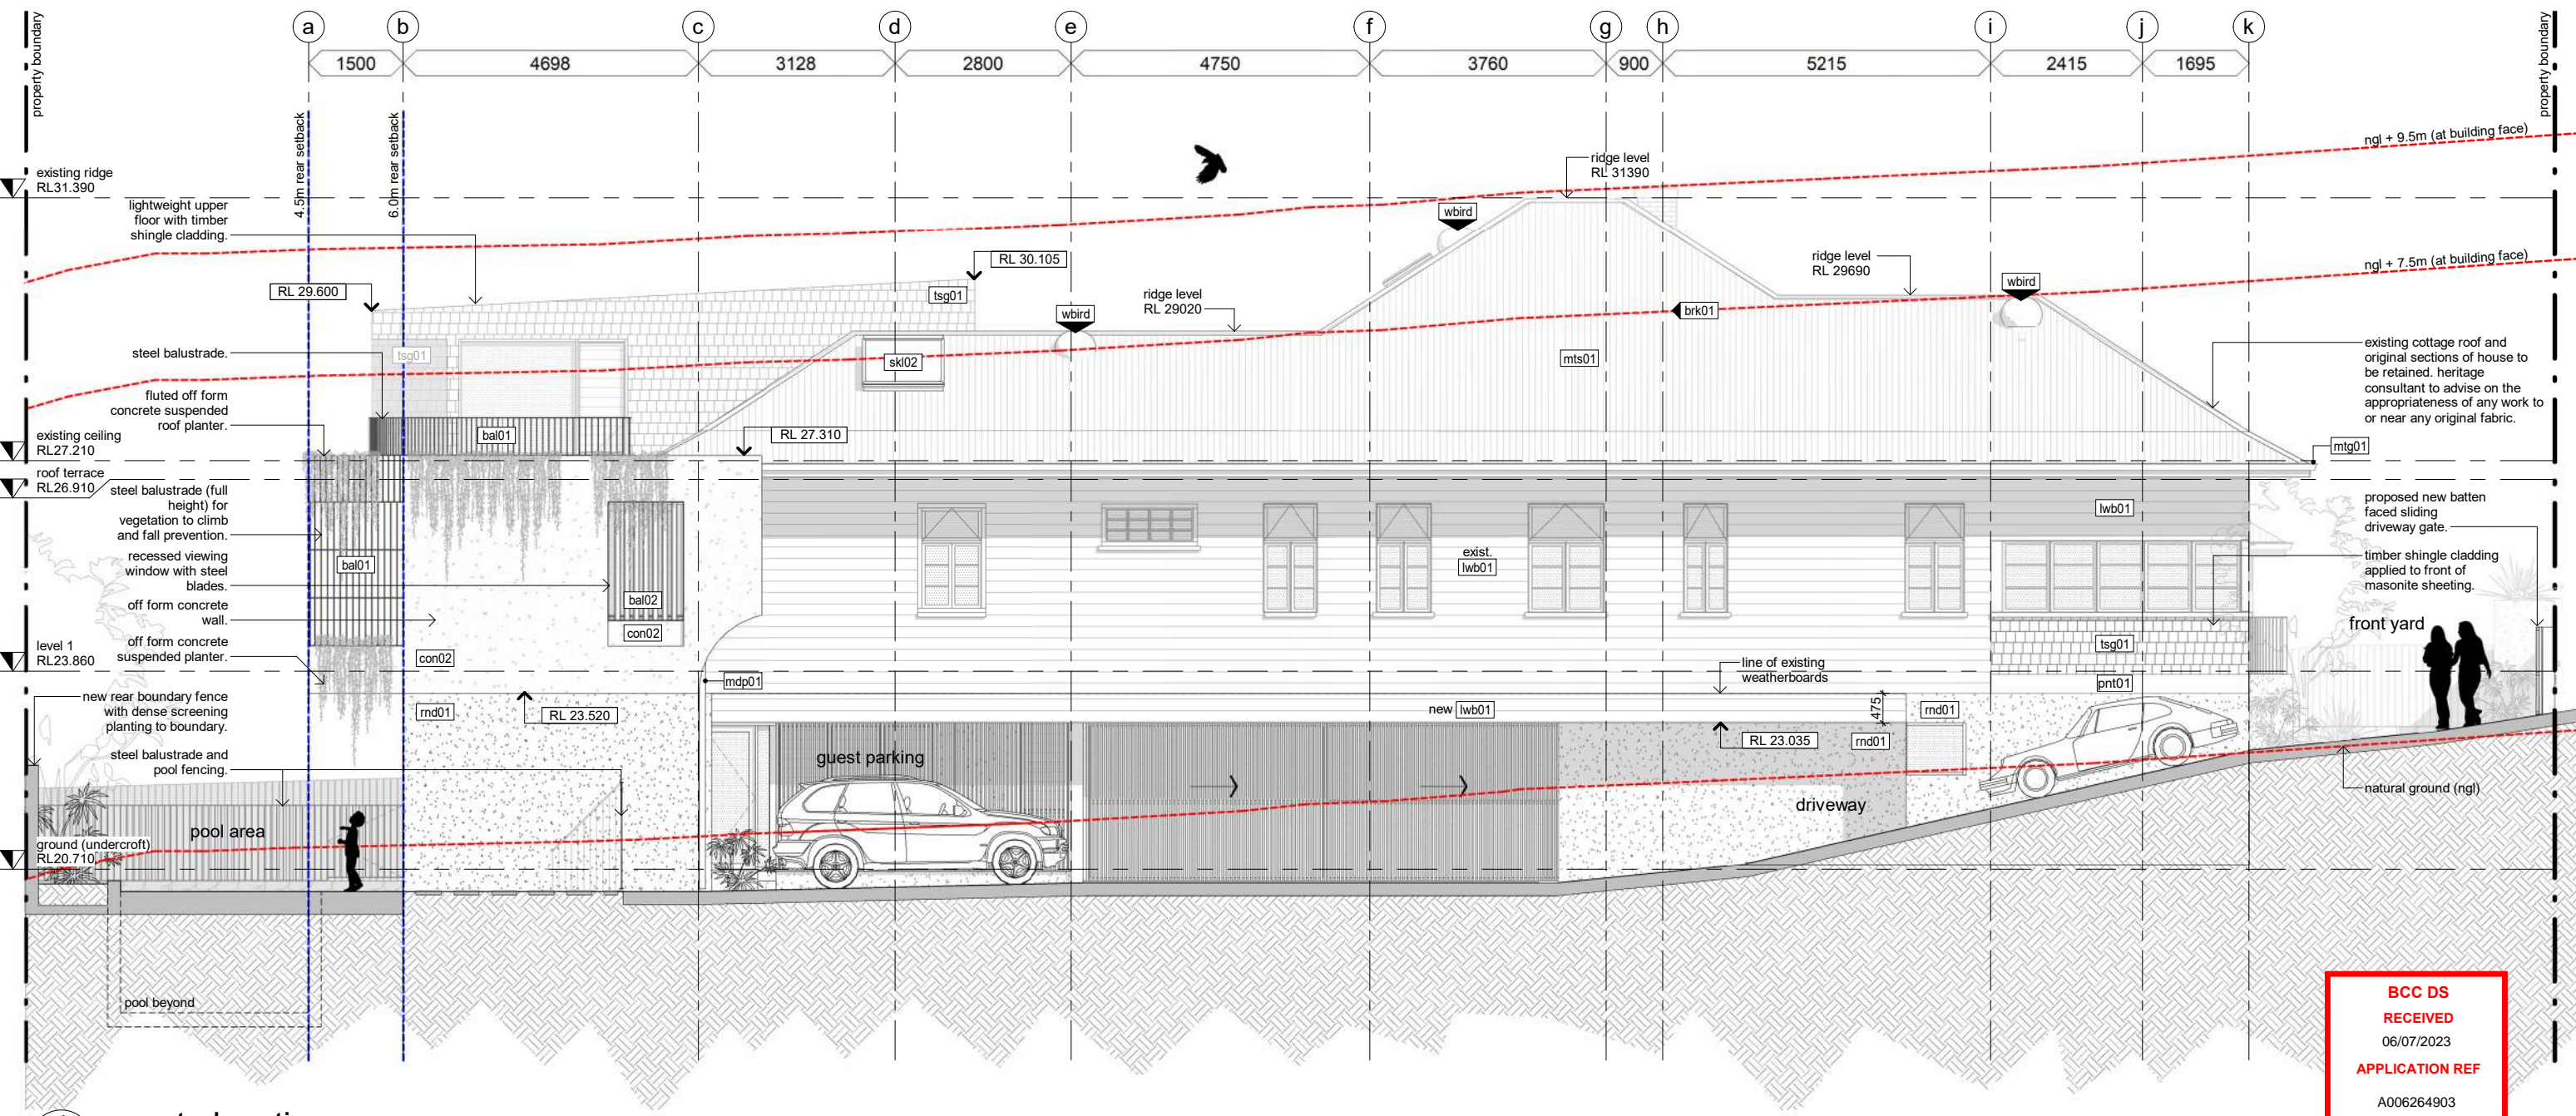 property boundary
a
b
c
d
e
f
g
h
i
j
k
property boundary
1500
4698
3128
2800
4750
3760
900
5215
2415
1695
4.5m rear setback
6.0m rear setback
ngl + 9.5m (at building face)
existing ridge
RL31.390
ridge level
RL 31390
lightweight upper
floor with timber
shingle cladding.
wbird
RL 30.105
ridge level
RL 29690
ngl + 7.5m (at building face)
RL 29.600
tsg01
ridge level
RL 29020
wbird
wbird
brk01
steel balustrade.
tsg01
skl02
mts01
existing cottage roof and
original sections of house to
be retained. heritage
consultant to advise on the
appropriateness of any work to
or near any original fabric.
fluted off form
concrete suspended
roof planter.
bal01
RL 27.310
existing ceiling
RL27.210
mtg01
roof terrace
RL26.910
steel balustrade (full
height) for
vegetation to climb
and fall prevention.
lwb01
proposed new batten
faced sliding
driveway gate.
recessed viewing
window with steel
blades.
bal01
exist.
lwb01
timber shingle cladding
applied to front of
masonite sheeting.
bal02
off form concrete
wall.
con02
front yard
level 1
RL23.860
off form concrete
suspended planter.
con02
tsg01
line of existing
weatherboards
mdp01
pnt01
new rear boundary fence
with dense screening
planting to boundary.
rnd01
RL 23.520
new lwb01
475
rnd01
RL 23.035
rnd01
steel balustrade and
pool fencing.
guest parking
natural ground (ngl)
driveway
pool area
ground (undercroft)
RL20.710
pool beyond
BCC DS
RECEIVED
06/07/2023
APPLICATION REF
A006264903